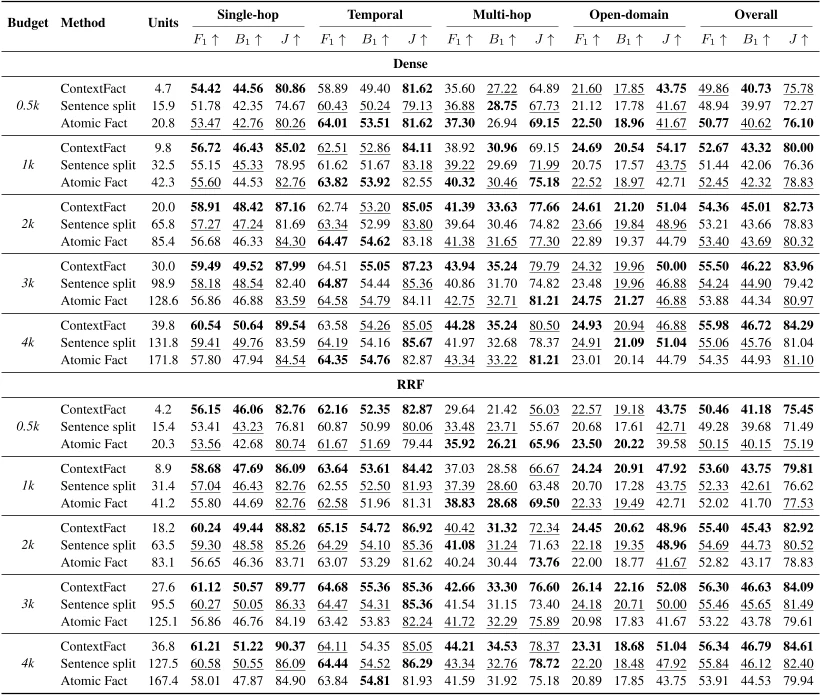 Budget Method Units Single-hop Temporal Multi-hop Open-domain Overall
F1 ↑ B1 ↑ J ↑ F1 ↑ B1 ↑ J ↑ F1 ↑ B1 ↑ J ↑ F1 ↑ B1 ↑ J ↑ F1 ↑ B1 ↑ J ↑
Dense
ContextFact 4.7 54.42 44.56 80.86 58.89 49.40 81.62 35.60 27.22 64.89 21.60 17.85 43.75 49.86 40.73 75.78
0.5k Sentence split 15.9 51.78 42.35 74.67 60.43 50.24 79.13 36.88 28.75 67.73 21.12 17.78 41.67 48.94 39.97 72.27
Atomic Fact 20.8 53.47 42.76 80.26 64.01 53.51 81.62 37.30 26.94 69.15 22.50 18.96 41.67 50.77 40.62 76.10
ContextFact 9.8 56.72 46.43 85.02 62.51 52.86 84.11 38.92 30.96 69.15 24.69 20.54 54.17 52.67 43.32 80.00
1k Sentence split 32.5 55.15 45.33 78.95 61.62 51.67 83.18 39.22 29.69 71.99 20.75 17.57 43.75 51.44 42.06 76.36
Atomic Fact 42.3 55.60 44.53 82.76 63.82 53.92 82.55 40.32 30.46 75.18 22.52 18.97 42.71 52.45 42.32 78.83
ContextFact 20.0 58.91 48.42 87.16 62.74 53.20 85.05 41.39 33.63 77.66 24.61 21.20 51.04 54.36 45.01 82.73
2k Sentence split 65.8 57.27 47.24 81.69 63.34 52.99 83.80 39.64 30.46 74.82 23.66 19.84 48.96 53.21 43.66 78.83
Atomic Fact 85.4 56.68 46.33 84.30 64.47 54.62 83.18 41.38 31.65 77.30 22.89 19.37 44.79 53.40 43.69 80.32
ContextFact 30.0 59.49 49.52 87.99 64.51 55.05 87.23 43.94 35.24 79.79 24.32 19.96 50.00 55.50 46.22 83.96
3k Sentence split 98.9 58.18 48.54 82.40 64.87 54.44 85.36 40.86 31.70 74.82 23.48 19.96 46.88 54.24 44.90 79.42
Atomic Fact 128.6 56.86 46.88 83.59 64.58 54.79 84.11 42.75 32.71 81.21 24.75 21.27 46.88 53.88 44.34 80.97
ContextFact 39.8 60.54 50.64 89.54 63.58 54.26 85.05 44.28 35.24 80.50 24.93 20.94 46.88 55.98 46.72 84.29
4k Sentence split 131.8 59.41 49.76 83.59 64.19 54.16 85.67 41.97 32.68 78.37 24.91 21.09 51.04 55.06 45.76 81.04
Atomic Fact 171.8 57.80 47.94 84.54 64.35 54.76 82.87 43.34 33.22 81.21 23.01 20.14 44.79 54.35 44.93 81.10
RRF
ContextFact 4.2 56.15 46.06 82.76 62.16 52.35 82.87 29.64 21.42 56.03 22.57 19.18 43.75 50.46 41.18 75.45
0.5k Sentence split 15.4 53.41 43.23 76.81 60.87 50.99 80.06 33.48 23.71 55.67 20.68 17.61 42.71 49.28 39.68 71.49
Atomic Fact 20.3 53.56 42.68 80.74 61.67 51.69 79.44 35.92 26.21 65.96 23.50 20.22 39.58 50.15 40.15 75.19
ContextFact 8.9 58.68 47.69 86.09 63.64 53.61 84.42 37.03 28.58 66.67 24.24 20.91 47.92 53.60 43.75 79.81
1k Sentence split 31.4 57.04 46.43 82.76 62.55 52.50 81.93 37.39 28.60 63.48 20.70 17.28 43.75 52.33 42.61 76.62
Atomic Fact 41.2 55.80 44.69 82.76 62.58 51.96 81.31 38.83 28.68 69.50 22.33 19.49 42.71 52.02 41.70 77.53
ContextFact 18.2 60.24 49.44 88.82 65.15 54.72 86.92 40.42 31.32 72.34 24.45 20.62 48.96 55.40 45.43 82.92
2k Sentence split 63.5 59.30 48.58 85.26 64.29 54.10 85.36 41.08 31.24 71.63 22.18 19.35 48.96 54.69 44.73 80.52
Atomic Fact 83.1 56.65 46.36 83.71 63.07 53.29 81.62 40.24 30.44 73.76 22.00 18.77 41.67 52.82 43.17 78.83
ContextFact 27.6 61.12 50.57 89.77 64.68 55.36 85.36 42.66 33.30 76.60 26.14 22.16 52.08 56.30 46.63 84.09
3k Sentence split 95.5 60.27 50.05 86.33 64.47 54.31 85.36 41.54 31.15 73.40 24.18 20.71 50.00 55.46 45.65 81.49
Atomic Fact 125.1 56.86 46.76 84.19 63.42 53.83 82.24 41.72 32.29 75.89 20.98 17.83 41.67 53.22 43.78 79.61
ContextFact 36.8 61.21 51.22 90.37 64.11 54.35 85.05 44.21 34.53 78.37 23.31 18.68 51.04 56.34 46.79 84.61
4k Sentence split 127.5 60.58 50.55 86.09 64.44 54.52 86.29 43.34 32.76 78.72 22.20 18.48 47.92 55.84 46.12 82.40
Atomic Fact 167.4 58.01 47.87 84.90 63.84 54.81 81.93 41.59 31.92 75.18 20.89 17.85 43.75 53.91 44.53 79.94